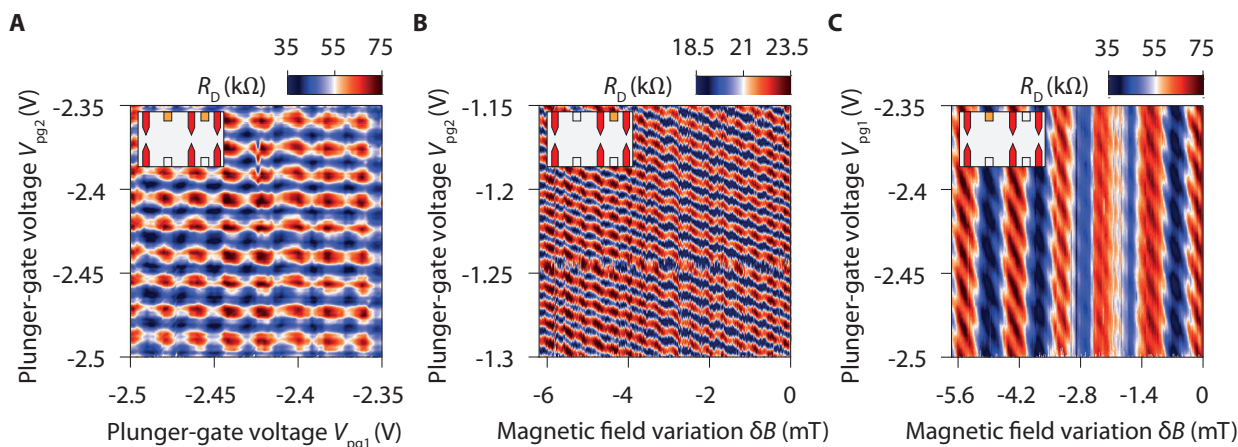 A
B
C
35 55 75
18.5 21 23.5
35 55 75
R_D (kΩ)
R_D (kΩ)
R_D (kΩ)
Plunger-gate voltage V_pg2 (V)
-2.35
-2.4
-2.45
-2.5
-2.5 -2.45 -2.4 -2.35
Plunger-gate voltage V_pg1 (V)
Plunger-gate voltage V_pg2 (V)
-1.15
-1.2
-1.25
-1.3
-6 -4 -2 0
Magnetic field variation δB (mT)
Plunger-gate voltage V_pg1 (V)
-2.35
-2.4
-2.45
-2.5
-5.6 -4.2 -2.8 -1.4 0
Magnetic field variation δB (mT)